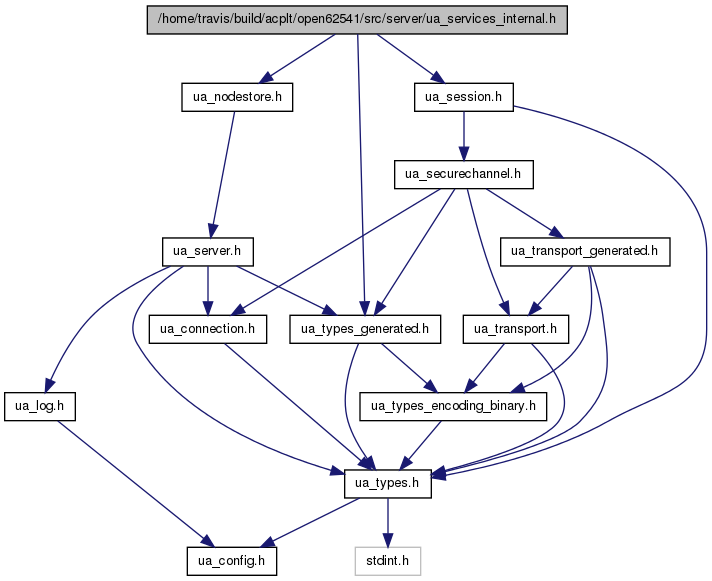 /home/travis/build/acplt/open62541/src/server/ua_services_internal.h
ua_nodestore.h
ua_session.h
ua_securechannel.h
ua_server.h
ua_transport_generated.h
ua_connection.h
ua_types_generated.h
ua_transport.h
ua_log.h
ua_types_encoding_binary.h
ua_types.h
ua_config.h
stdint.h